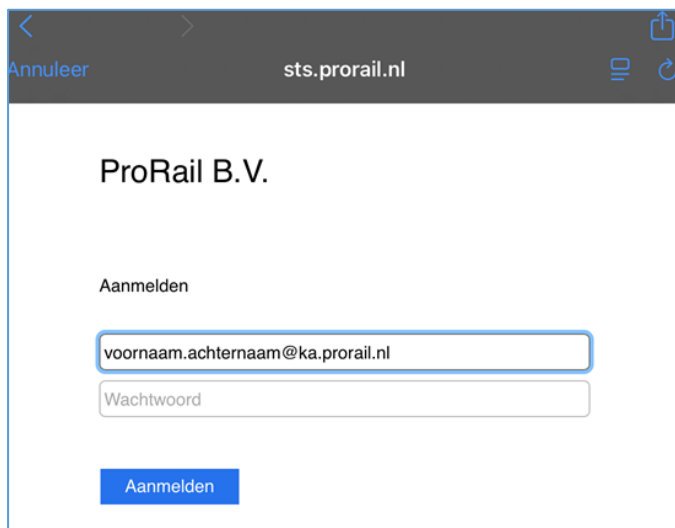 Annuleer sts.prorail.nl
ProRail B.V.
Aanmelden
voornaam.achternaam@ka.prorail.nl
Wachtwoord
Aanmelden